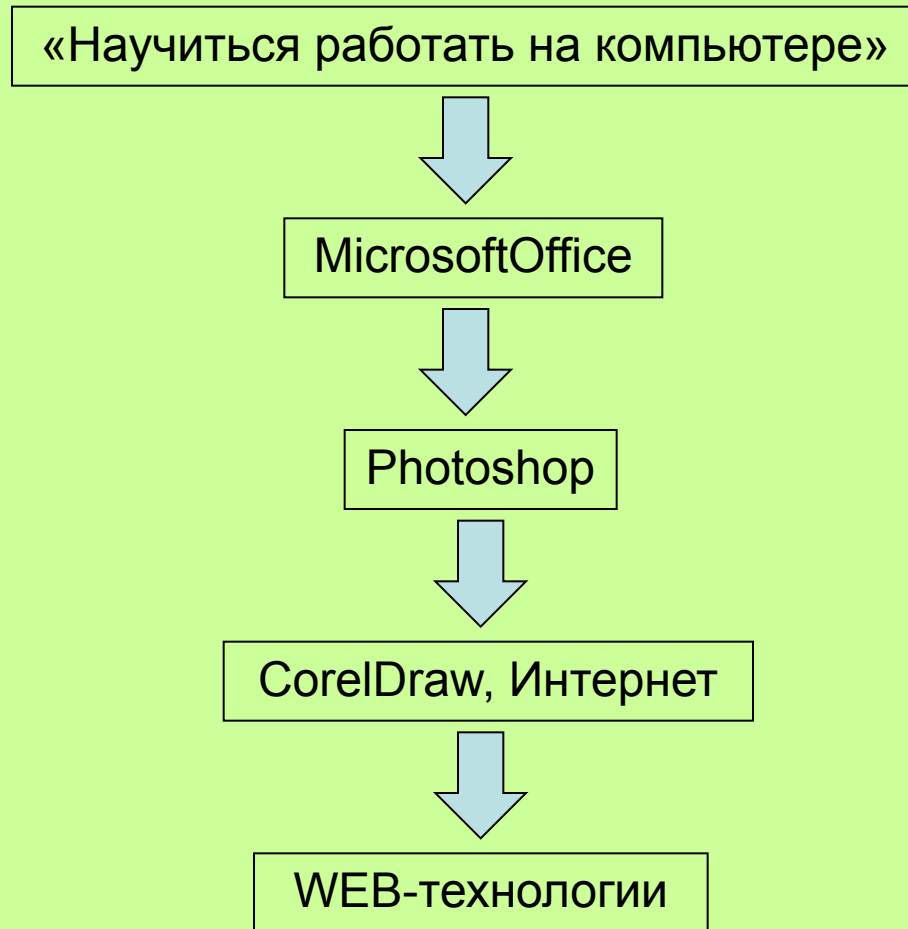 «Научиться работать на компьютере»
MicrosoftOffice
Photoshop
CorelDraw, Интернет
WEB-технологии